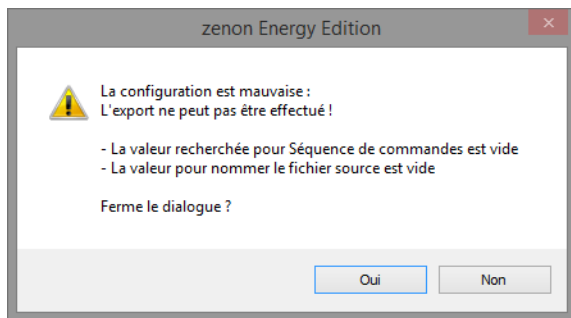 zenon Energy Edition
La configuration est mauvaise :
L'export ne peut pas être effectué !
- La valeur recherchée pour Séquence de commandes est vide
- La valeur pour nommer le fichier source est vide
Ferme le dialogue ?
Oui
Non